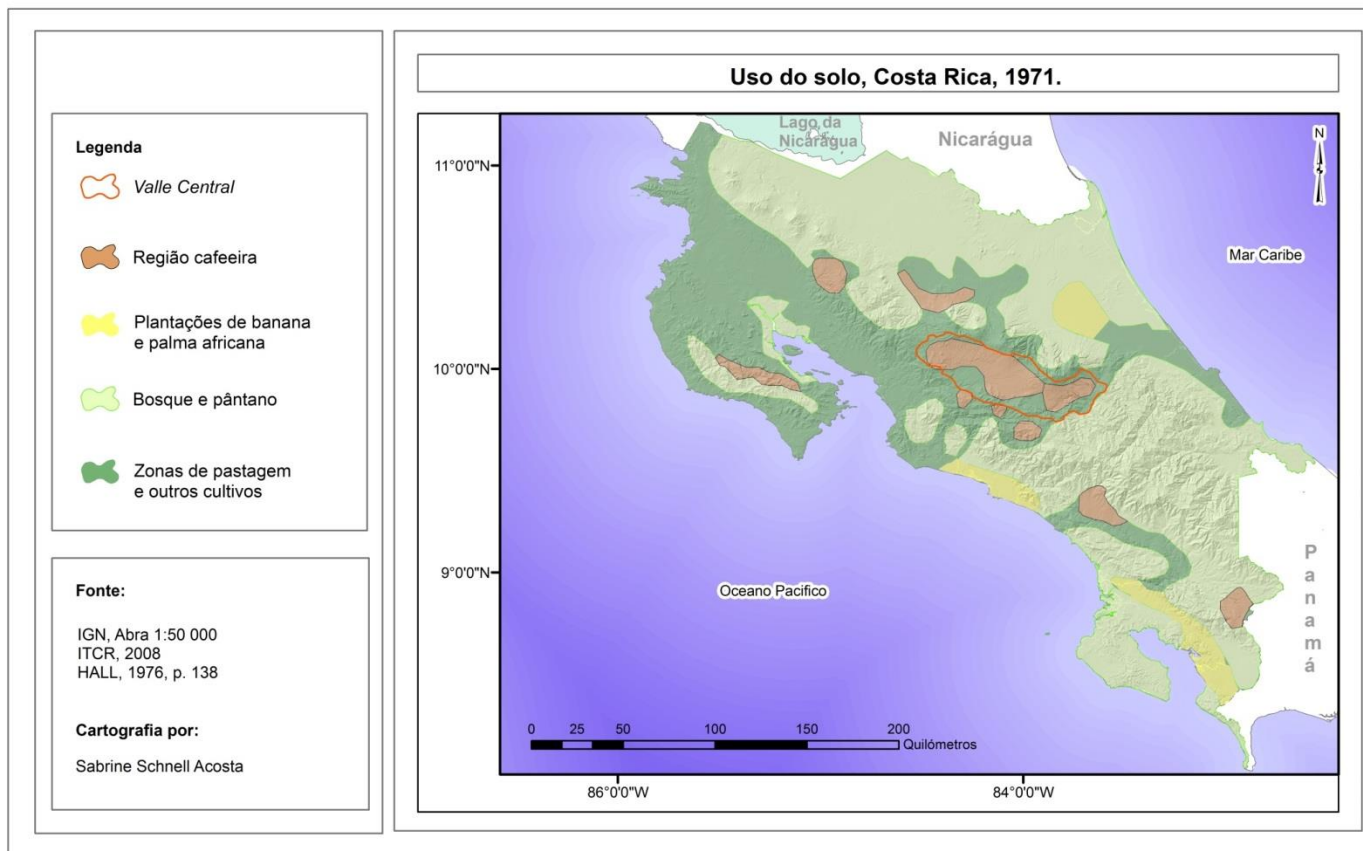 Uso do solo, Costa Rica, 1971.
Legenda
Valle Central
Região cafeeira
Plantações de banana
e palma africana
Bosque e pântano
Zonas de pastagem
e outros cultivos
Fonte:
IGN, Abra 1:50 000
ITCR, 2008
HALL, 1976, p. 138
Cartografia por:
Sabrine Schnell Acosta
Lago da
Nicarágua
Nicarágua
N
11°0'0"N
Mar Caribe
10°0'0"N
9°0'0"N
Oceano Pacífico
Panamá
0 25 50 100 150 200
Quilómetros
86°0'0"W
84°0'0"W